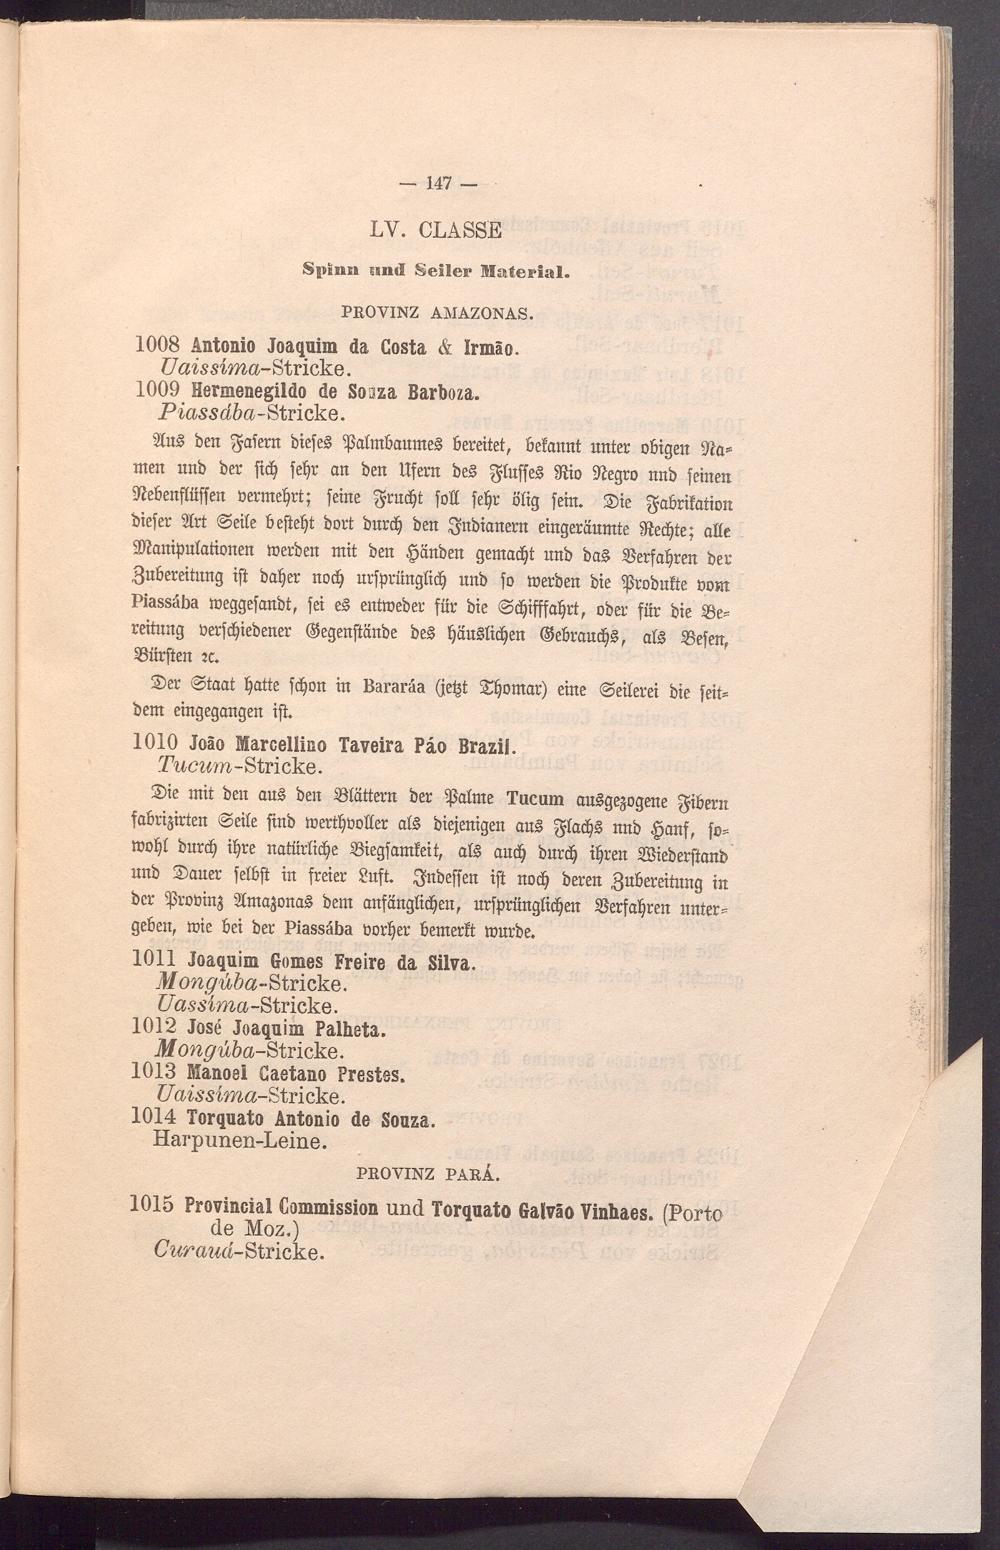 — 147 —
LV. CLASSE
Spinn und Seiler Material.
PROVINZ AMAZONAS.
1008 Antonio Joaquim da Costa & Irmão.
Uaissíma-Stricke.
1009 Hermenegildo de Souza Barboza.
Piassába-Stricke.
Aus den Fasern dieses Palmbaumes bereitet, bekannt unter obigen Na-
men und der sich sehr an den Ufern des Flusses Rio Negro und seinen
Nebenflüssen vermehrt; seine Frucht soll sehr ölig sein. Die Fabrikation
dieser Art Seile besteht dort durch den Indianern eingeräumte Rechte; alle
Manipulationen werden mit den Händen gemacht und das Verfahren der
Zubereitung ist daher noch ursprünglich und so werden die Produkte vom
Piassába weggesandt, sei es entweder für die Schifffahrt, oder für die Be-
reitung verschiedener Gegenstände des häuslichen Gebrauchs, als Besen,
Bürsten ꝛc.
Der Staat hatte schon in Bararáa (jetzt Thomar) eine Seilerei die seit-
dem eingegangen ist.
1010 João Marcellino Taveira Páo Brazil.
Tucum-Stricke.
Die mit den aus den Blättern der Palme Tucum ausgezogene Fibern
fabrizirten Seile sind werthvoller als diejenigen aus Flachs und Hanf, so-
wohl durch ihre natürliche Biegsamkeit, als auch durch ihren Wiederstand
und Dauer selbst in freier Luft. Indessen ist noch deren Zubereitung in
der Provinz Amazonas dem anfänglichen, ursprünglichen Verfahren unter-
geben, wie bei der Piassába vorher bemerkt wurde.
1011 Joaquim Gomes Freire da Silva.
Mongúba-Stricke.
Uassíma-Stricke.
1012 José Joaquim Palheta.
Mongúba-Stricke.
1013 Manoel Caetano Prestes.
Uaissíma-Stricke.
1014 Torquato Antonio de Souza.
Harpunen-Leine.
PROVINZ PARÁ.
1015 Provincial Commission und Torquato Galvão Vinhaes. (Porto
de Moz.)
Curauá-Stricke.